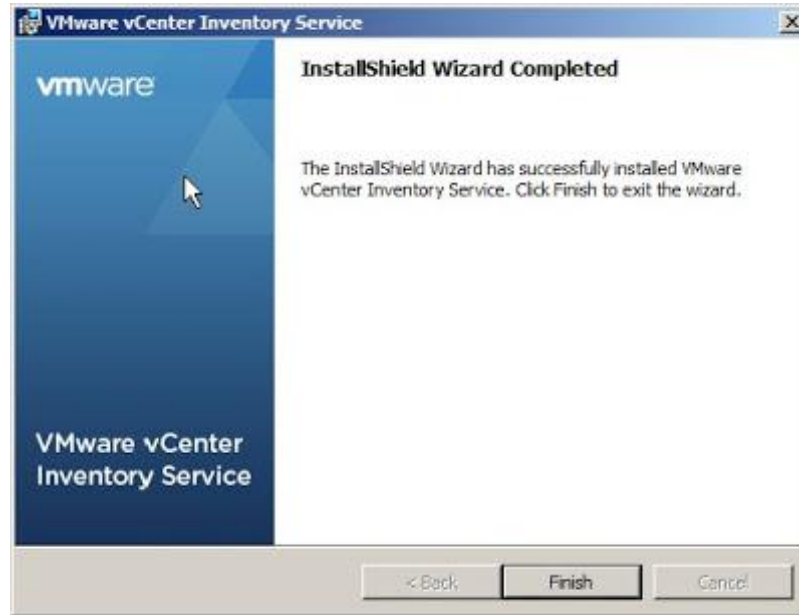 VMware vCenter Inventory Service
vmware
InstallShield Wizard Completed
The InstallShield Wizard has successfully installed VMware
vCenter Inventory Service. Click Finish to exit the wizard.
VMware vCenter
Inventory Service
< Back
Finish
Cancel